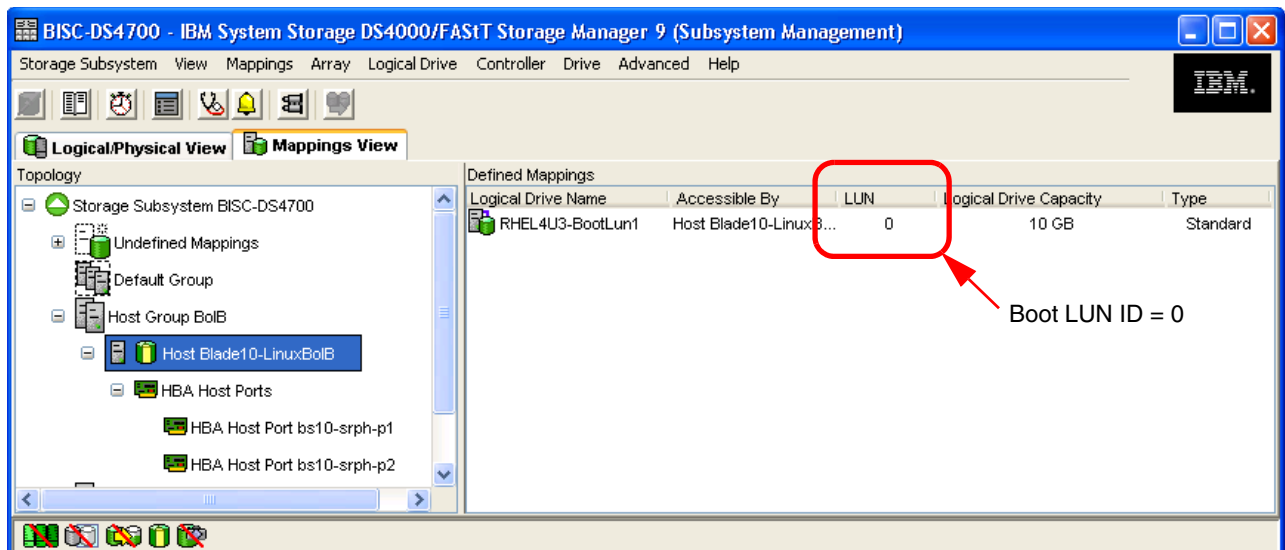 BISC-DS4700 - IBM System Storage DS4000/FAStT Storage Manager 9 (Subsystem Management)
Storage Subsystem View Mappings Array Logical Drive Controller Drive Advanced Help
IBM.
Logical/Physical View Mappings View
Topology
Storage Subsystem BISC-DS4700
Undefined Mappings
Default Group
Host Group BoIB
Host Blade10-LinuxBoIB
HBA Host Ports
HBA Host Port bs10-srph-p1
HBA Host Port bs10-srph-p2
Defined Mappings
Logical Drive Name Accessible By LUN Logical Drive Capacity Type
RHEL4U3-BootLun1 Host Blade10-LinuxB... 0 10 GB Standard
Boot LUN ID = 0